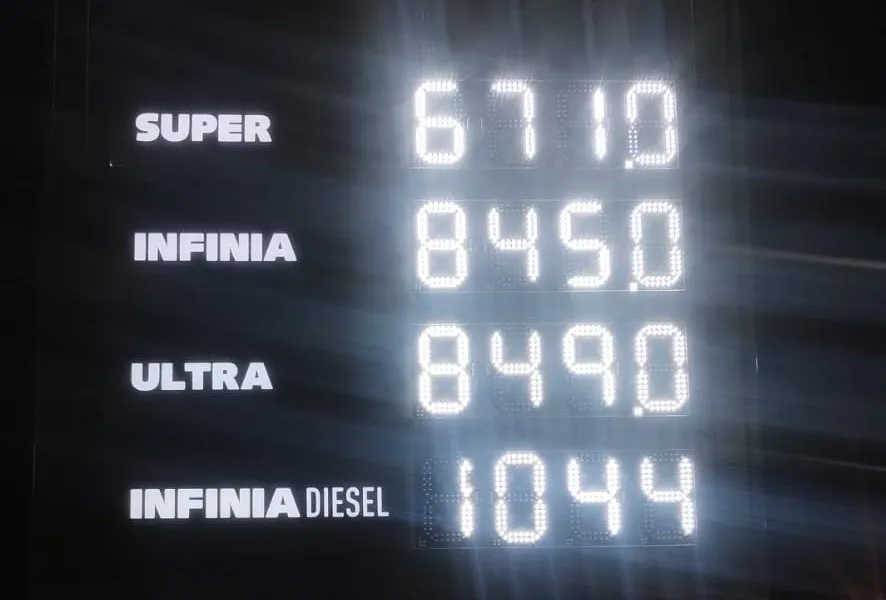 SUPER 671.0
INFINIA 845.0
ULTRA 849.0
INFINIA DIESEL 1044